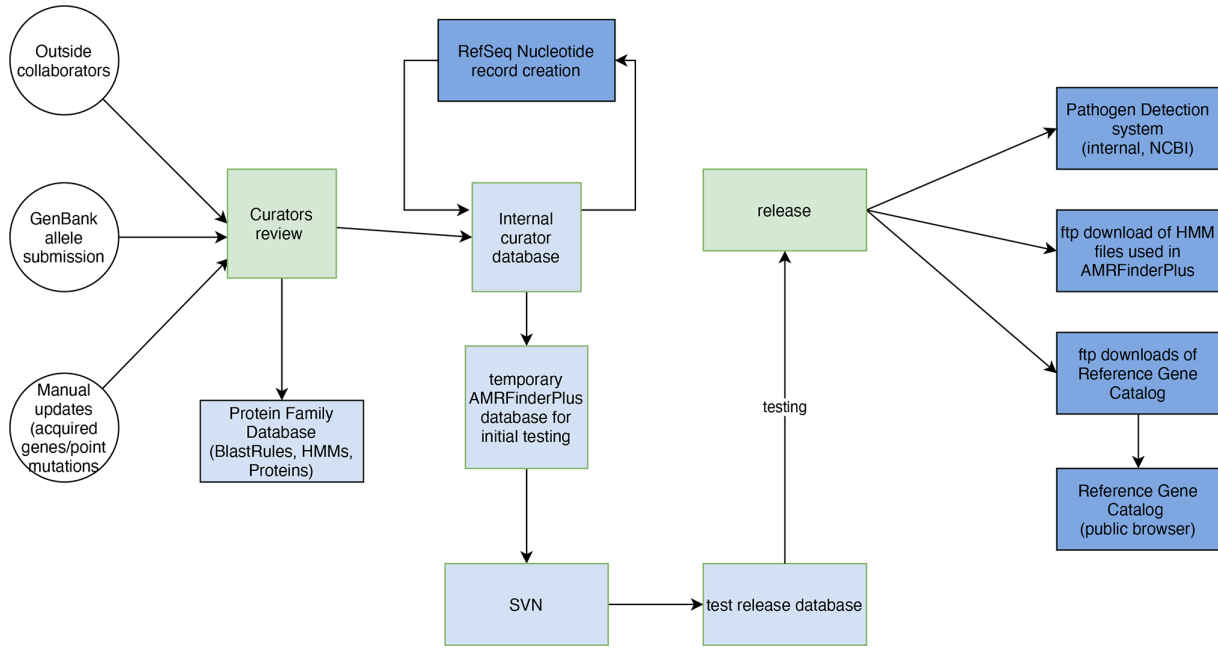 Outside
collaborators
GenBank
allele
submission
Manual
updates
(acquired
genes/point
mutations
Curators
review
Protein Family
Database
(BlastRules, HMMs,
Proteins)
RefSeq Nucleotide
record creation
Internal
curator
database
temporary
AMRFinderPlus
database for
initial testing
SVN
test release database
testing
release
Pathogen Detection
system
(internal, NCBI)
ftp download of HMM
files used in
AMRFinderPlus
ftp downloads of
Reference Gene
Catalog
Reference Gene
Catalog
(public browser)